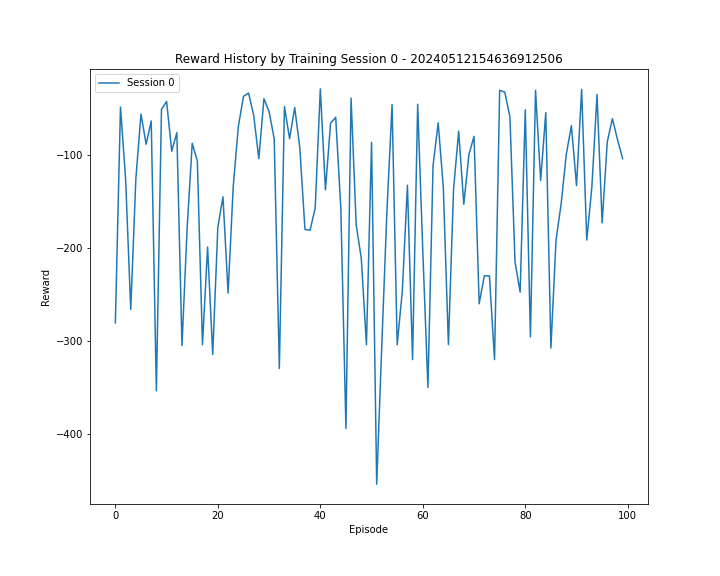 Reward History by Training Session 0 - 20240512154636912506
Session 0
−100
−200
−300
−400
Reward
0
20
40
60
80
100
Episode